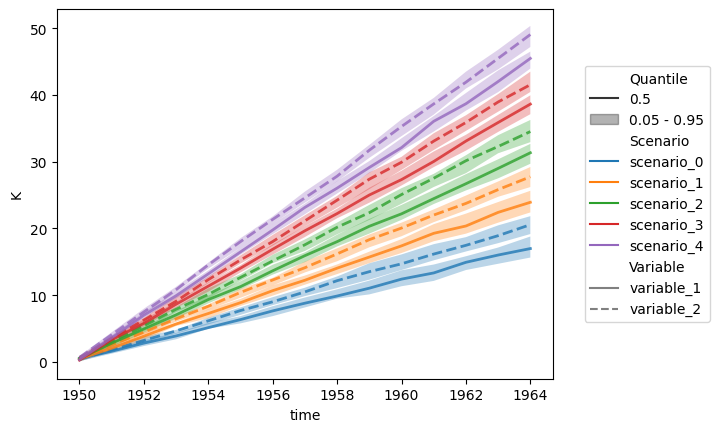 50
40
30
20
10
0
K
1950
1952
1954
1956
1958
1960
1962
1964
time
Quantile
0.5
0.05 - 0.95
Scenario
scenario_0
scenario_1
scenario_2
scenario_3
scenario_4
Variable
variable_1
variable_2